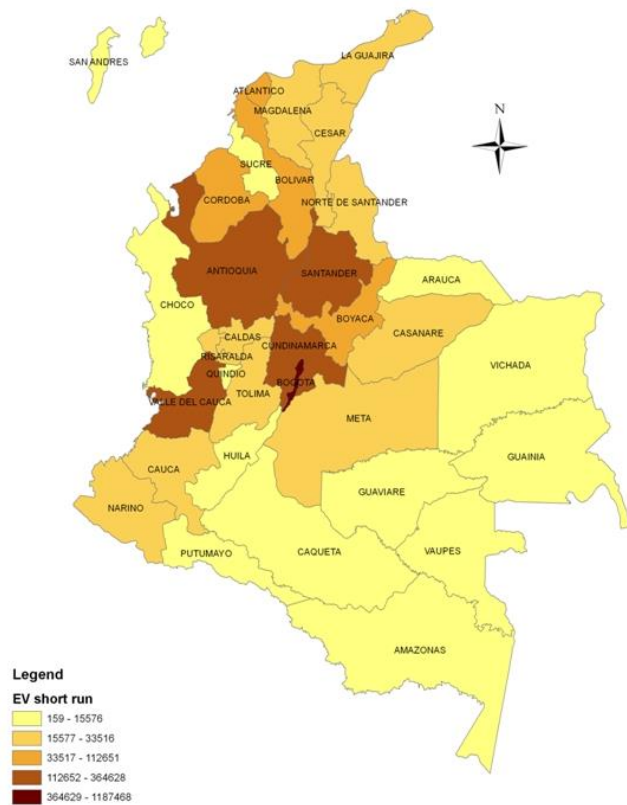 LA GUAJIRA
SAN ANDRES
ATLANTICO
MAGDALENA
N
CESAR
SUCRE
BOLIVAR
CORDOBA
NORTE DE SANTANDER
ANTIOQUIA
SANTANDER
ARAUCA
CHOCO
BOYACA
CALDAS
CASANARE
CUNDINAMARCA
RISARALDA
VICHADA
QUINDIO
BOGOTA
TOLIMA
VALLE DEL CAUCA
META
HUILA
GUAINIA
CAUCA
GUAVIARE
NARINO
PUTUMAYO
CAQUETA
VAUPES
AMAZONAS
Legend
EV short run
159 - 15576
15577 - 33516
33517 - 112651
112652 - 364628
364629 - 1187468